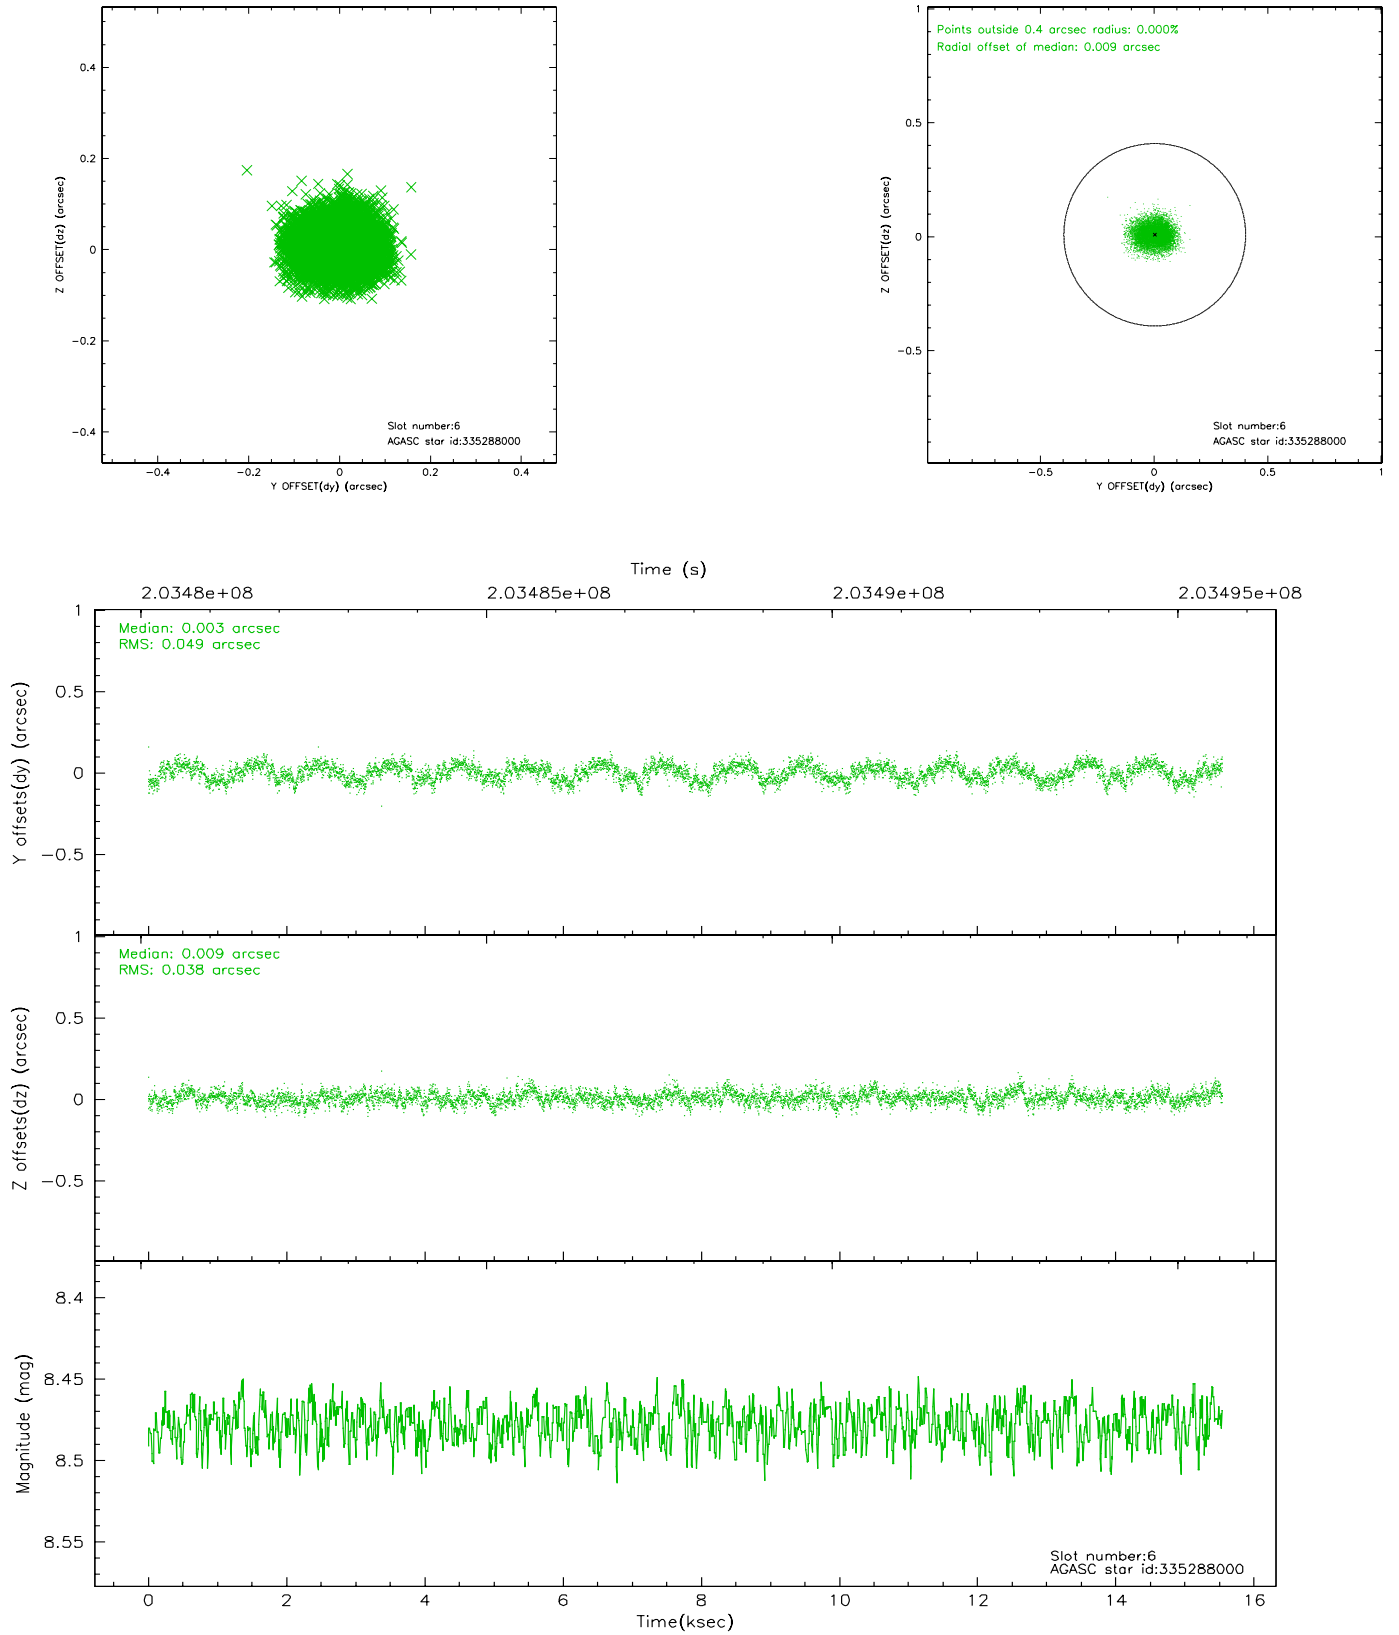 0.4
0.2
0
−0.2
−0.4
Z OFFSET(dz) (arcsec)
Slot number:6
AGASC star id:335288000
−0.4 −0.2 0 0.2 0.4
Y OFFSET(dy) (arcsec)
Points outside 0.4 arcsec radius: 0.000%
Radial offset of median: 0.009 arcsec
1
0.5
0
−0.5
Z OFFSET(dz) (arcsec)
Slot number:6
AGASC star id:335288000
−0.5 0 0.5 1
Y OFFSET(dy) (arcsec)
Time (s)
2.0348e+08 2.03485e+08 2.0349e+08 2.03495e+08
Median: 0.003 arcsec
RMS: 0.049 arcsec
1
0.5
0
−0.5
Y offsets(dy) (arcsec)
Median: 0.009 arcsec
RMS: 0.038 arcsec
1
0.5
0
−0.5
Z offsets(dz) (arcsec)
8.4
8.45
8.5
8.55
Magnitude (mag)
Slot number:6
AGASC star id:335288000
0 2 4 6 8 10 12 14 16
Time(ksec)